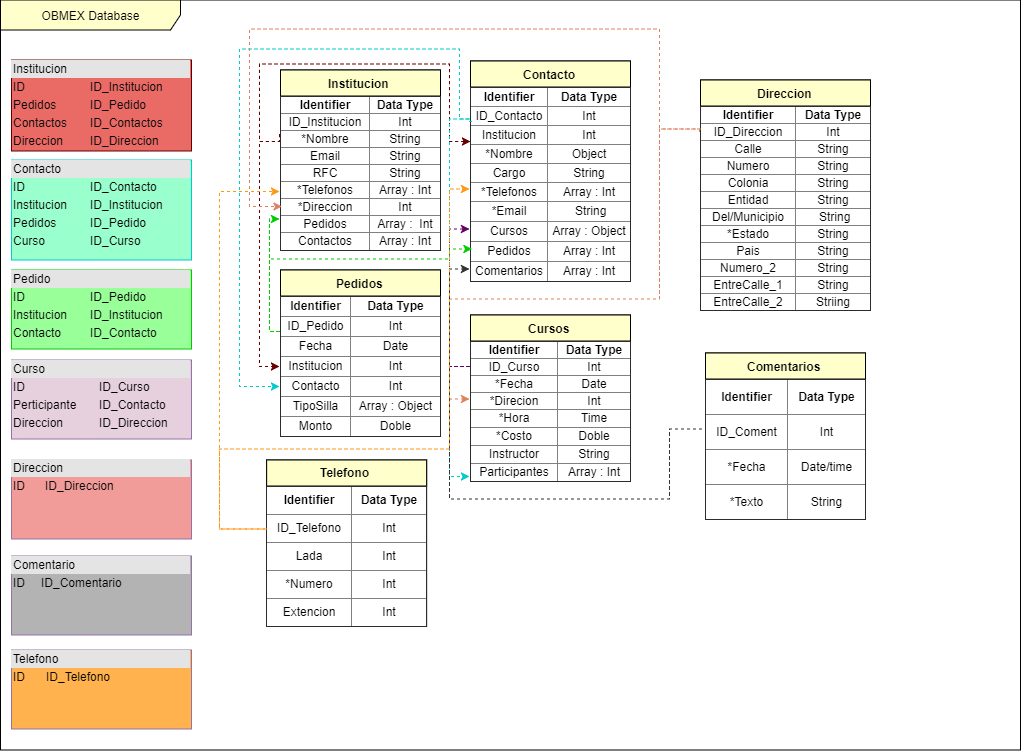 OBMEX Database
Institucion
ID ID_Institucion
Pedidos ID_Pedido
Contactos ID_Contactos
Direccion ID_Direccion
Contacto
ID ID_Contacto
Institucion ID_Institucion
Pedidos ID_Pedido
Curso ID_Curso
Pedido
ID ID_Pedido
Institucion ID_Institucion
Contacto ID_Contacto
Curso
ID ID_Curso
Perticipante ID_Contacto
Direccion ID_Direccion
Direccion
ID ID_Direccion
Comentario
ID ID_Comentario
Telefono
ID ID_Telefono
Institucion
Identifier Data Type
ID_Institucion Int
*Nombre String
Email String
RFC String
*Telefonos Array : Int
*Direccion Int
Pedidos Array : Int
Contactos Array : Int
Pedidos
Identifier Data Type
ID_Pedido Int
Fecha Date
Institucion Int
Contacto Int
TipoSilla Array : Object
Monto Doble
Telefono
Identifier Data Type
ID_Telefono Int
Lada Int
*Numero Int
Extencion Int
Contacto
Identifier Data Type
ID_Contacto Int
Institucion Int
*Nombre Object
Cargo String
*Telefonos Array : Int
*Email String
Cursos Array : Object
Pedidos Array : Int
Comentarios Array : Int
Cursos
Identifier Data Type
ID_Curso Int
*Fecha Date
*Direcion Int
*Hora Time
*Costo Doble
Instructor String
Participantes Array : Int
Direccion
Identifier Data Type
ID_Direccion Int
Calle String
Numero String
Colonia String
Entidad String
Del/Municipio String
*Estado String
Pais String
Numero_2 String
EntreCalle_1 String
EntreCalle_2 Striing
Comentarios
Identifier Data Type
ID_Coment Int
*Fecha Date/time
*Texto String